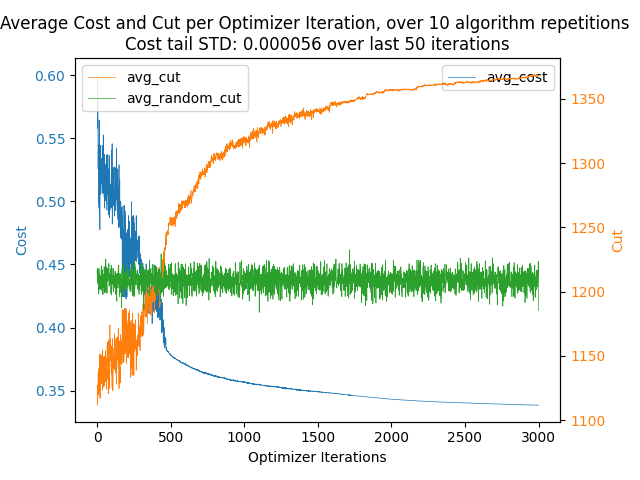 Average Cost and Cut per Optimizer Iteration, over 10 algorithm repetitions
Cost tail STD: 0.000056 over last 50 iterations
avg_cut
avg_random_cut
avg_cost
0.60
0.55
0.50
0.45
0.40
0.35
Cost
1350
1300
1250
1200
1150
1100
Cut
0
500
1000
1500
2000
2500
3000
Optimizer Iterations